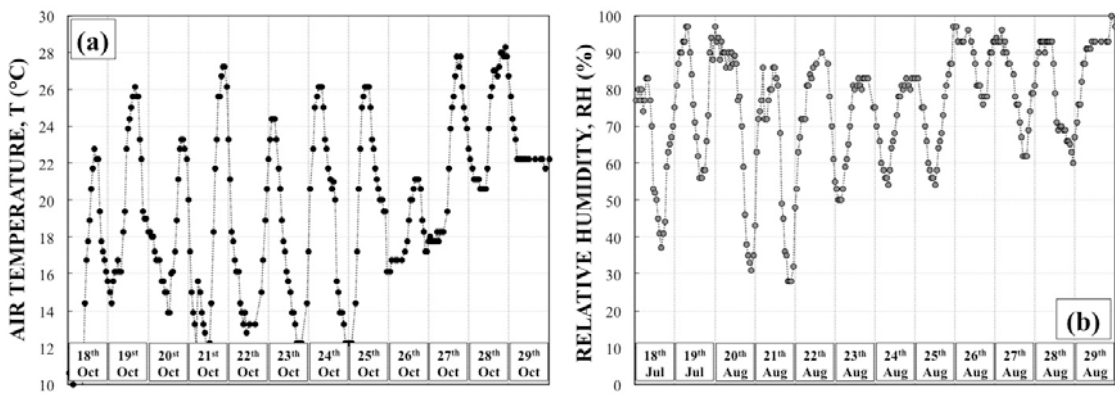 AIR TEMPERATURE, T (°C)
30
28
26
24
22
20
18
16
14
12
10
(a)
18th 19st 20st 21st 22th 23th 24th 25th 26th 27th 28th 29th
Oct Oct Oct Oct Oct Oct Oct Oct Oct Oct Oct Oct
RELATIVE HUMIDITY, RH (%)
100
90
80
70
60
50
40
30
20
10
0
(b)
18th 19th 20th 21th 22th 23th 24th 25th 26th 27th 28th 29th
Jul Jul Aug Aug Aug Aug Aug Aug Aug Aug Aug Aug